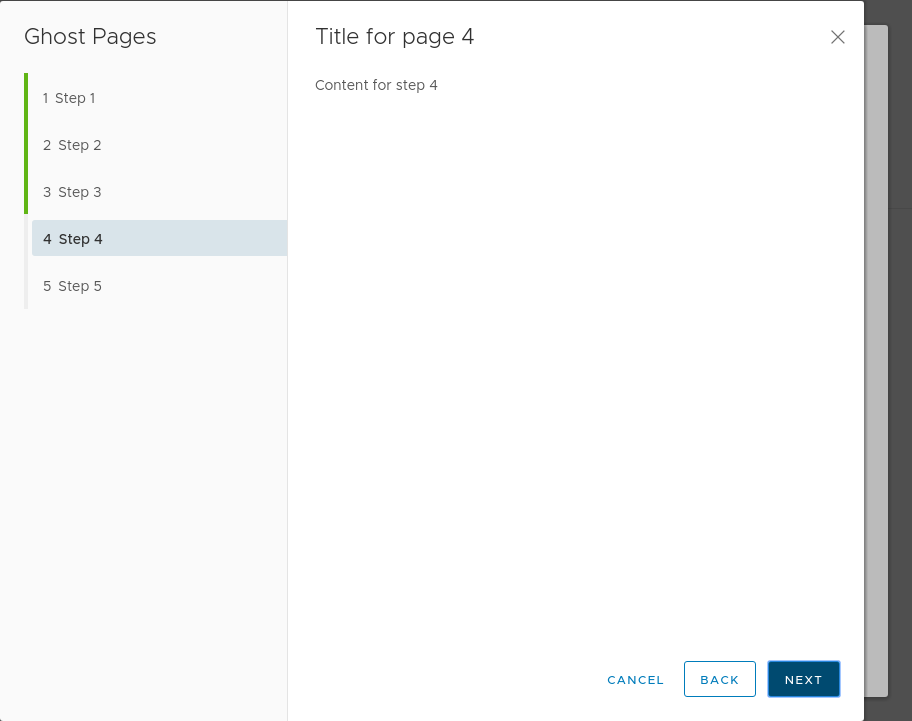 Ghost Pages
1 Step 1
2 Step 2
3 Step 3
4 Step 4
5 Step 5
Title for page 4
Content for step 4
CANCEL
BACK
NEXT